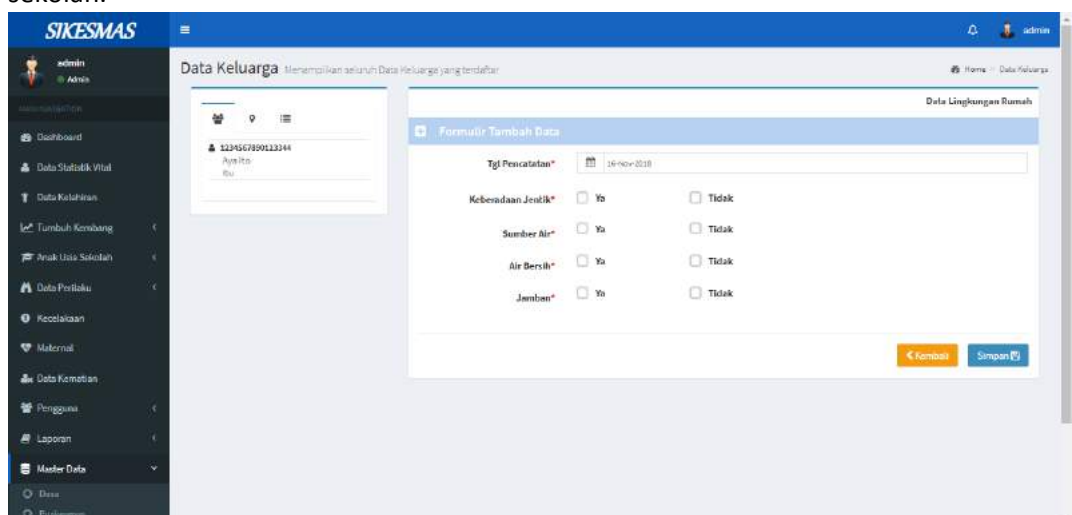 sekolah.
SIKESMAS
admin
admin
Admin
Data Keluarga Menampilkan seluruh Data Keluarga yang terdaftar
Home
Data Keluarga
Dashboard
Data Statistik Vital
Data Kelahiran
Tumbuh Kembang
Anak Usia Sekolah
Data Perilaku
Kecelakaan
Maternal
Data Kematian
Pengguna
Laporan
Master Data
Desa
1234567890123344
Ayu Ito
Ibu
Data Lingkungan Rumah
Formulir Tambah Data
Tgl Pencatatan* 16-Nov-2018
Keberadaan Jentik* Ya Tidak
Sumber Air* Ya Tidak
Air Bersih* Ya Tidak
Jamban* Ya Tidak
Kembali Simpan